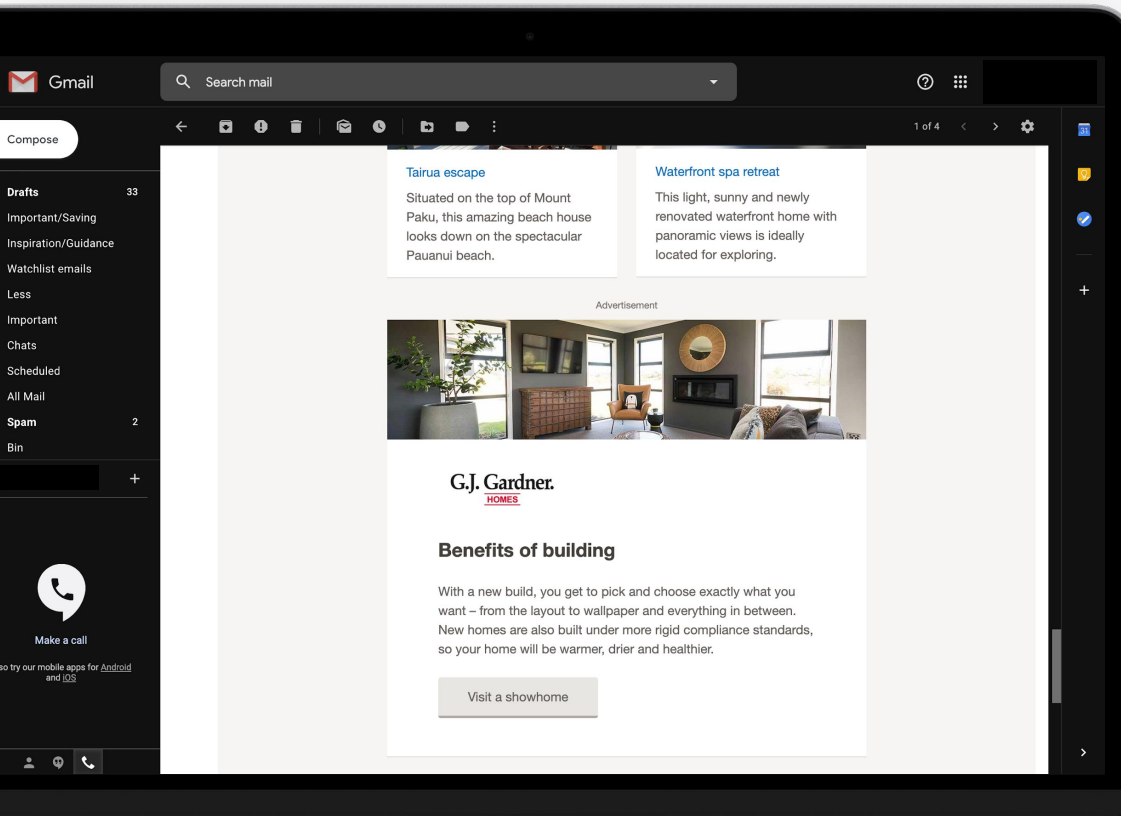 Gmail
Search mail
Compose
1 of 4
31
Drafts 33
Important/Saving
Inspiration/Guidance
Watchlist emails
Less
Important
Chats
Scheduled
All Mail
Spam 2
Bin
Make a call
so try our mobile apps for Android
and iOS
Tairua escape
Situated on the top of Mount
Paku, this amazing beach house
looks down on the spectacular
Pauanui beach.
Waterfront spa retreat
This light, sunny and newly
renovated waterfront home with
panoramic views is ideally
located for exploring.
Advertisement
G.J. Gardner.
HOMES
Benefits of building
With a new build, you get to pick and choose exactly what you
want – from the layout to wallpaper and everything in between.
New homes are also built under more rigid compliance standards,
so your home will be warmer, drier and healthier.
Visit a showhome